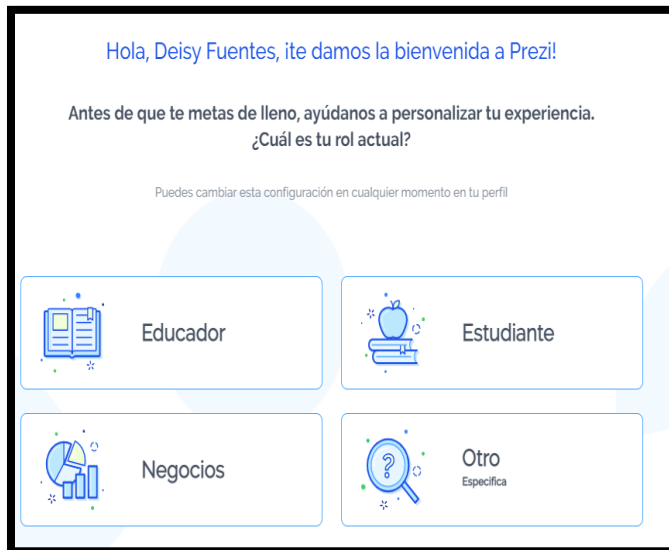 Hola, Deisy Fuentes, ¡te damos la bienvenida a Prezi!
Antes de que te metas de lleno, ayúdanos a personalizar tu experiencia.
¿Cuál es tu rol actual?
Puedes cambiar esta configuración en cualquier momento en tu perfil
Educador
Estudiante
Negocios
Otro
Especifica